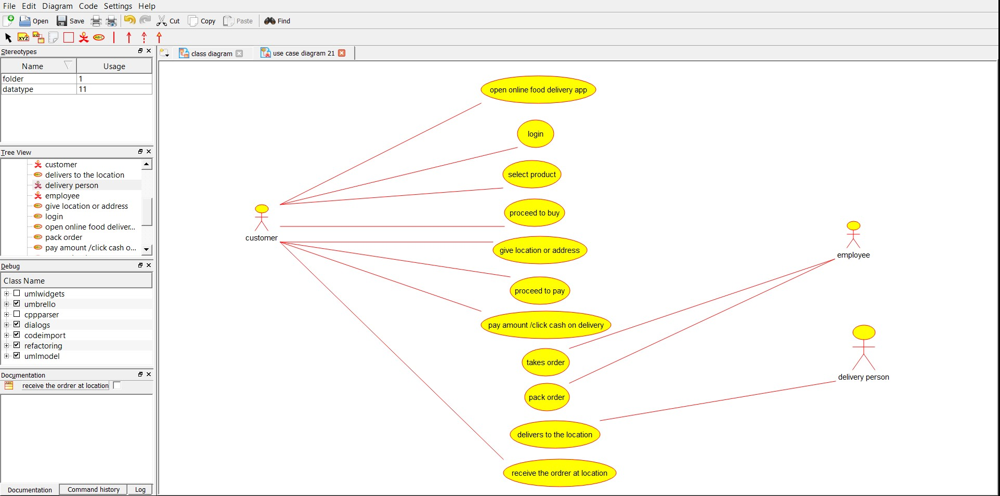 File Edit Diagram Code Settings Help
Open Save Cut Copy Paste Find
XYZ XYZ ABC
Stereotypes
Name Usage
folder 1
datatype 11
Tree View
customer
delivers to the location
delivery person
employee
give location or address
login
open online food deliver...
pack order
pay amount /click cash o...
Debug
Class Name
umlwidgets
umbrello
cppparser
dialogs
codeimport
refactoring
umlmodel
Documentation
receive the ordrer at location
Documentation Command history Log
class diagram use case diagram 21
open online food delivery app
login
select product
proceed to buy
customer
give location or address
employee
proceed to pay
pay amount /click cash on delivery
takes order
delivery person
pack order
delivers to the location
receive the ordrer at location